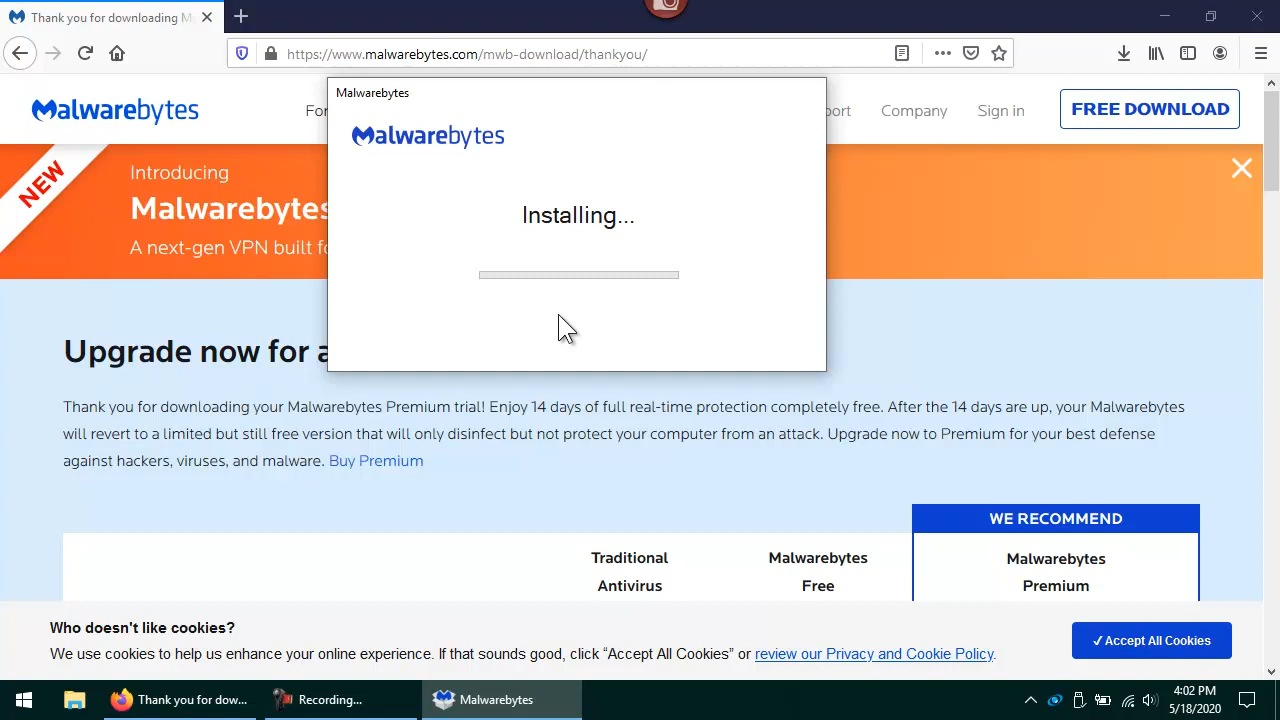 Thank you for downloading M
https://www.malwarebytes.com/mwb-download/thankyou/
Malwarebytes
Malwarebytes
Installing...
Malwarebytes
For
port
Company
Sign in
FREE DOWNLOAD
NEW
Introducing
Malwarebytes
A next-gen VPN built fo
Upgrade now for a
Thank you for downloading your Malwarebytes Premium trial! Enjoy 14 days of full real-time protection completely free. After the 14 days are up, your Malwarebytes
will revert to a limited but still free version that will only disinfect but not protect your computer from an attack. Upgrade now to Premium for your best defense
against hackers, viruses, and malware. Buy Premium
WE RECOMMEND
Traditional
Antivirus
Malwarebytes
Free
Malwarebytes
Premium
Who doesn't like cookies?
We use cookies to help us enhance your online experience. If that sounds good, click “Accept All Cookies” or review our Privacy and Cookie Policy.
✓Accept All Cookies
Thank you for dow...
Recording...
Malwarebytes
4:02 PM
5/18/2020